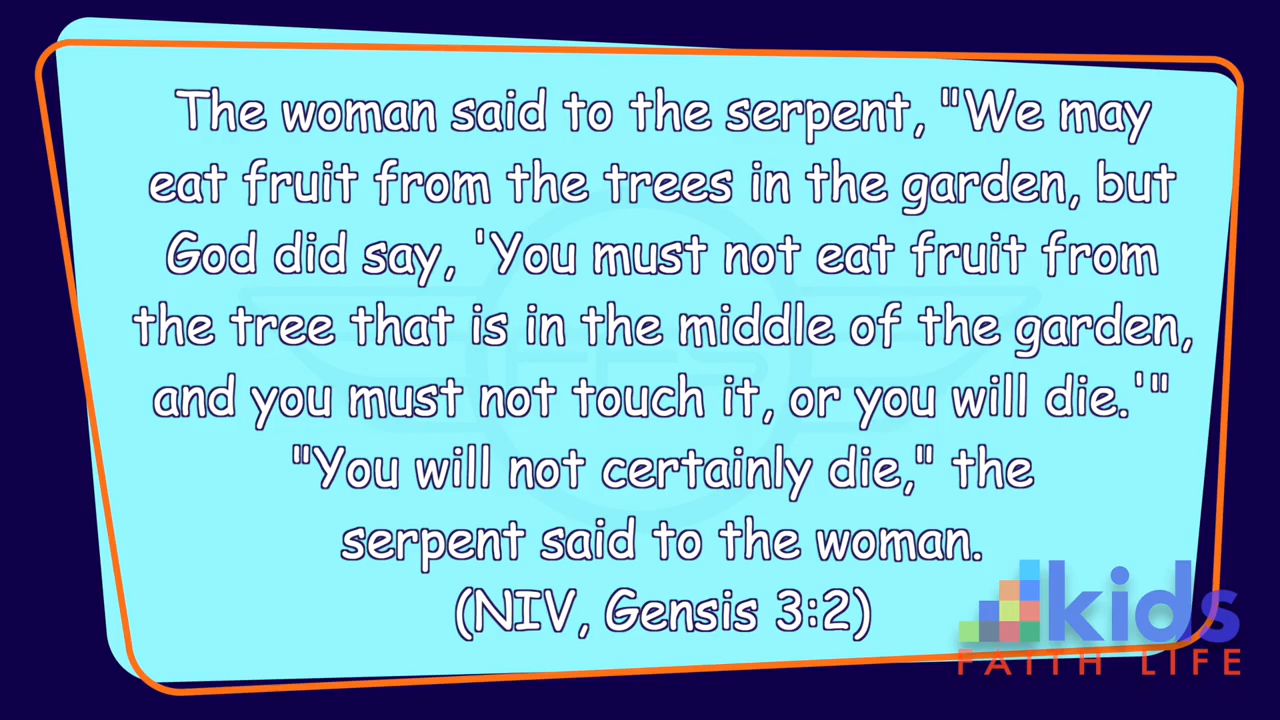 The woman said to the serpent, "We may
eat fruit from the trees in the garden, but
God did say, 'You must not eat fruit from
the tree that is in the middle of the garden,
and you must not touch it, or you will die.'"
"You will not certainly die," the
serpent said to the woman.
(NIV, Gensis 3:2)
kids
FAITH LIFE